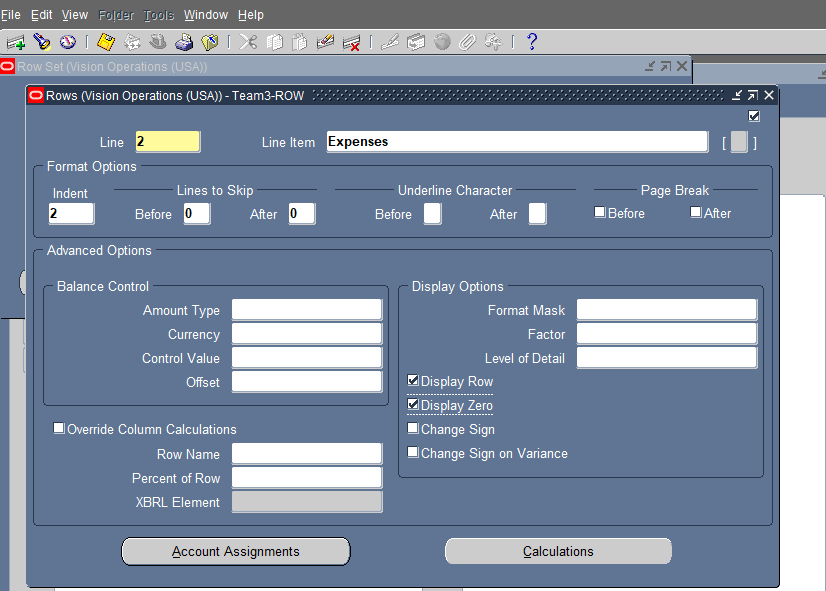 File Edit View Folder Tools Window Help
?
Row Set (Vision Operations (USA))
Rows (Vision Operations (USA)) - Team3-ROW
Line 2 Line Item Expenses [ ]
Format Options
Indent Lines to Skip Underline Character Page Break
2 Before 0 After 0 Before After Before After
Advanced Options
Balance Control Display Options
Amount Type Format Mask
Currency Factor
Control Value Level of Detail
Offset Display Row
Display Zero
Override Column Calculations Change Sign
Row Name Change Sign on Variance
Percent of Row
XBRL Element
Account Assignments Calculations